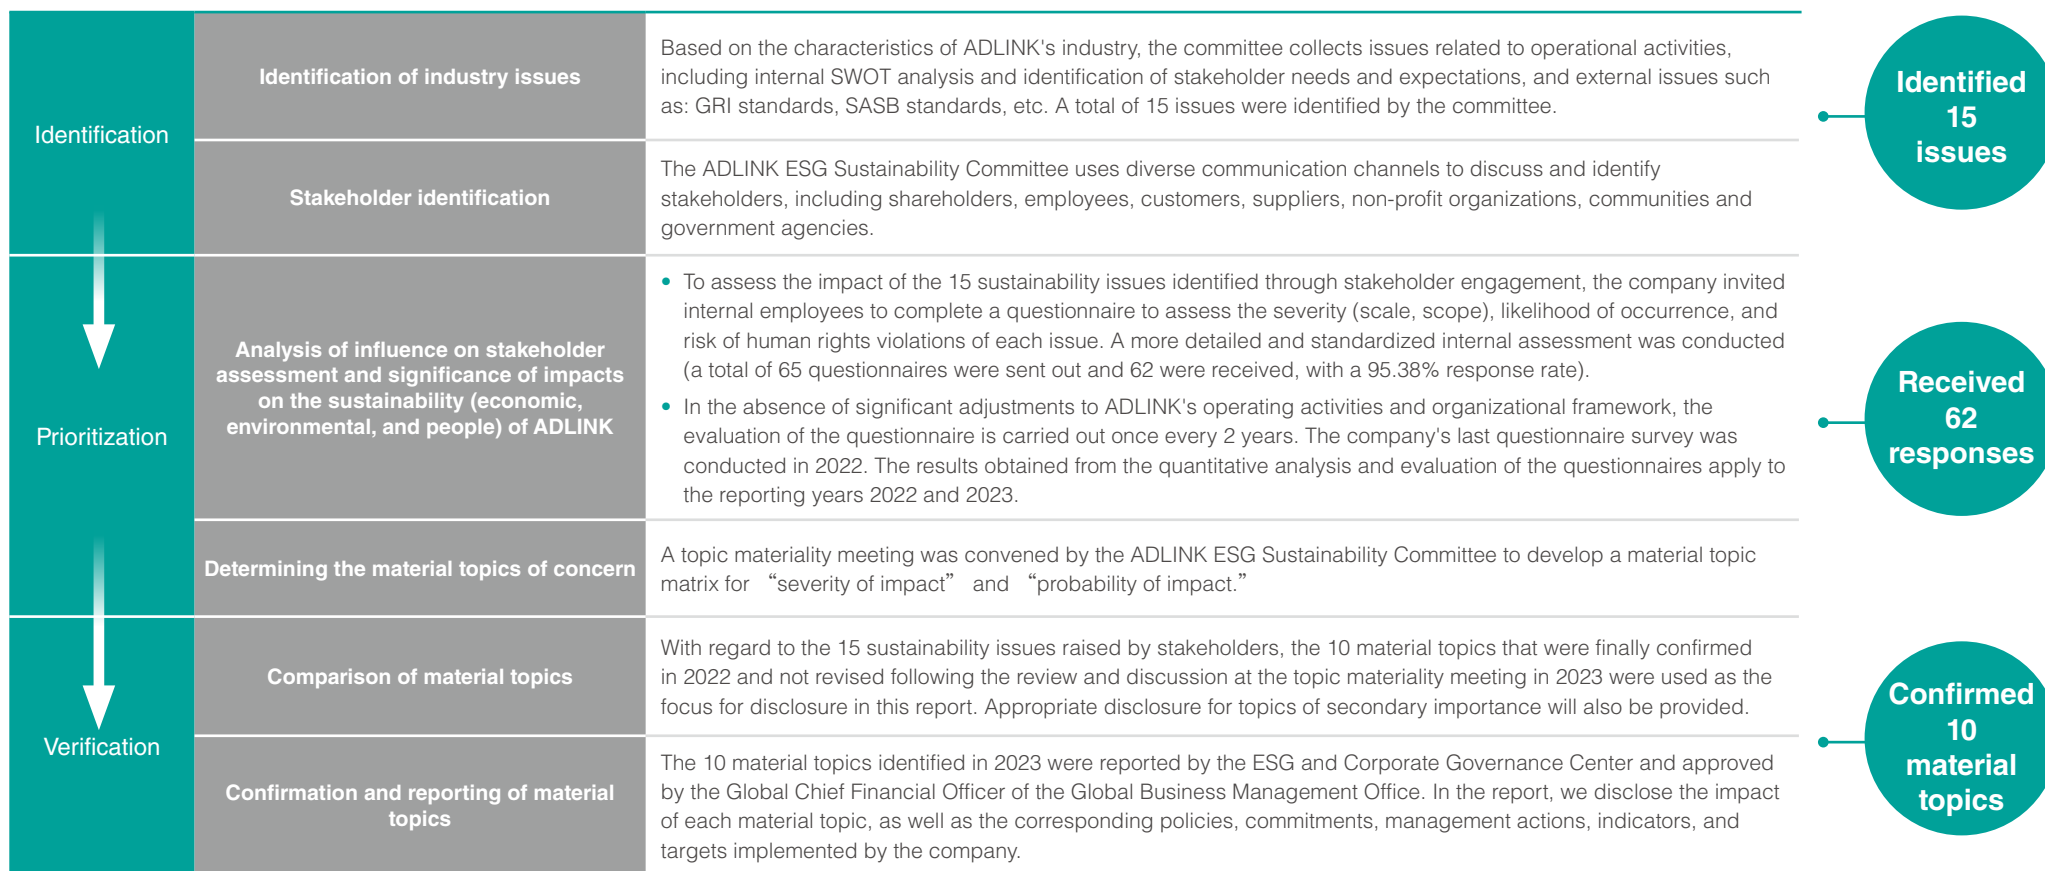 Identification
Identification of industry issues
Based on the characteristics of ADLINK's industry, the committee collects issues related to operational activities,
including internal SWOT analysis and identification of stakeholder needs and expectations, and external issues such
as: GRI standards, SASB standards, etc. A total of 15 issues were identified by the committee.
Identified
15
issues
Stakeholder identification
The ADLINK ESG Sustainability Committee uses diverse communication channels to discuss and identify
stakeholders, including shareholders, employees, customers, suppliers, non-profit organizations, communities and
government agencies.
Prioritization
Analysis of influence on stakeholder
assessment and significance of impacts
on the sustainability (economic,
environmental, and people) of ADLINK
• To assess the impact of the 15 sustainability issues identified through stakeholder engagement, the company invited
internal employees to complete a questionnaire to assess the severity (scale, scope), likelihood of occurrence, and
risk of human rights violations of each issue. A more detailed and standardized internal assessment was conducted
(a total of 65 questionnaires were sent out and 62 were received, with a 95.38% response rate).
• In the absence of significant adjustments to ADLINK's operating activities and organizational framework, the
evaluation of the questionnaire is carried out once every 2 years. The company's last questionnaire survey was
conducted in 2022. The results obtained from the quantitative analysis and evaluation of the questionnaires apply to
the reporting years 2022 and 2023.
Received
62
responses
Determining the material topics of concern
A topic materiality meeting was convened by the ADLINK ESG Sustainability Committee to develop a material topic
matrix for “severity of impact” and “probability of impact.”
Verification
Comparison of material topics
With regard to the 15 sustainability issues raised by stakeholders, the 10 material topics that were finally confirmed
in 2022 and not revised following the review and discussion at the topic materiality meeting in 2023 were used as the
focus for disclosure in this report. Appropriate disclosure for topics of secondary importance will also be provided.
Confirmed
10
material
topics
Confirmation and reporting of material
topics
The 10 material topics identified in 2023 were reported by the ESG and Corporate Governance Center and approved
by the Global Chief Financial Officer of the Global Business Management Office. In the report, we disclose the impact
of each material topic, as well as the corresponding policies, commitments, management actions, indicators, and
targets implemented by the company.